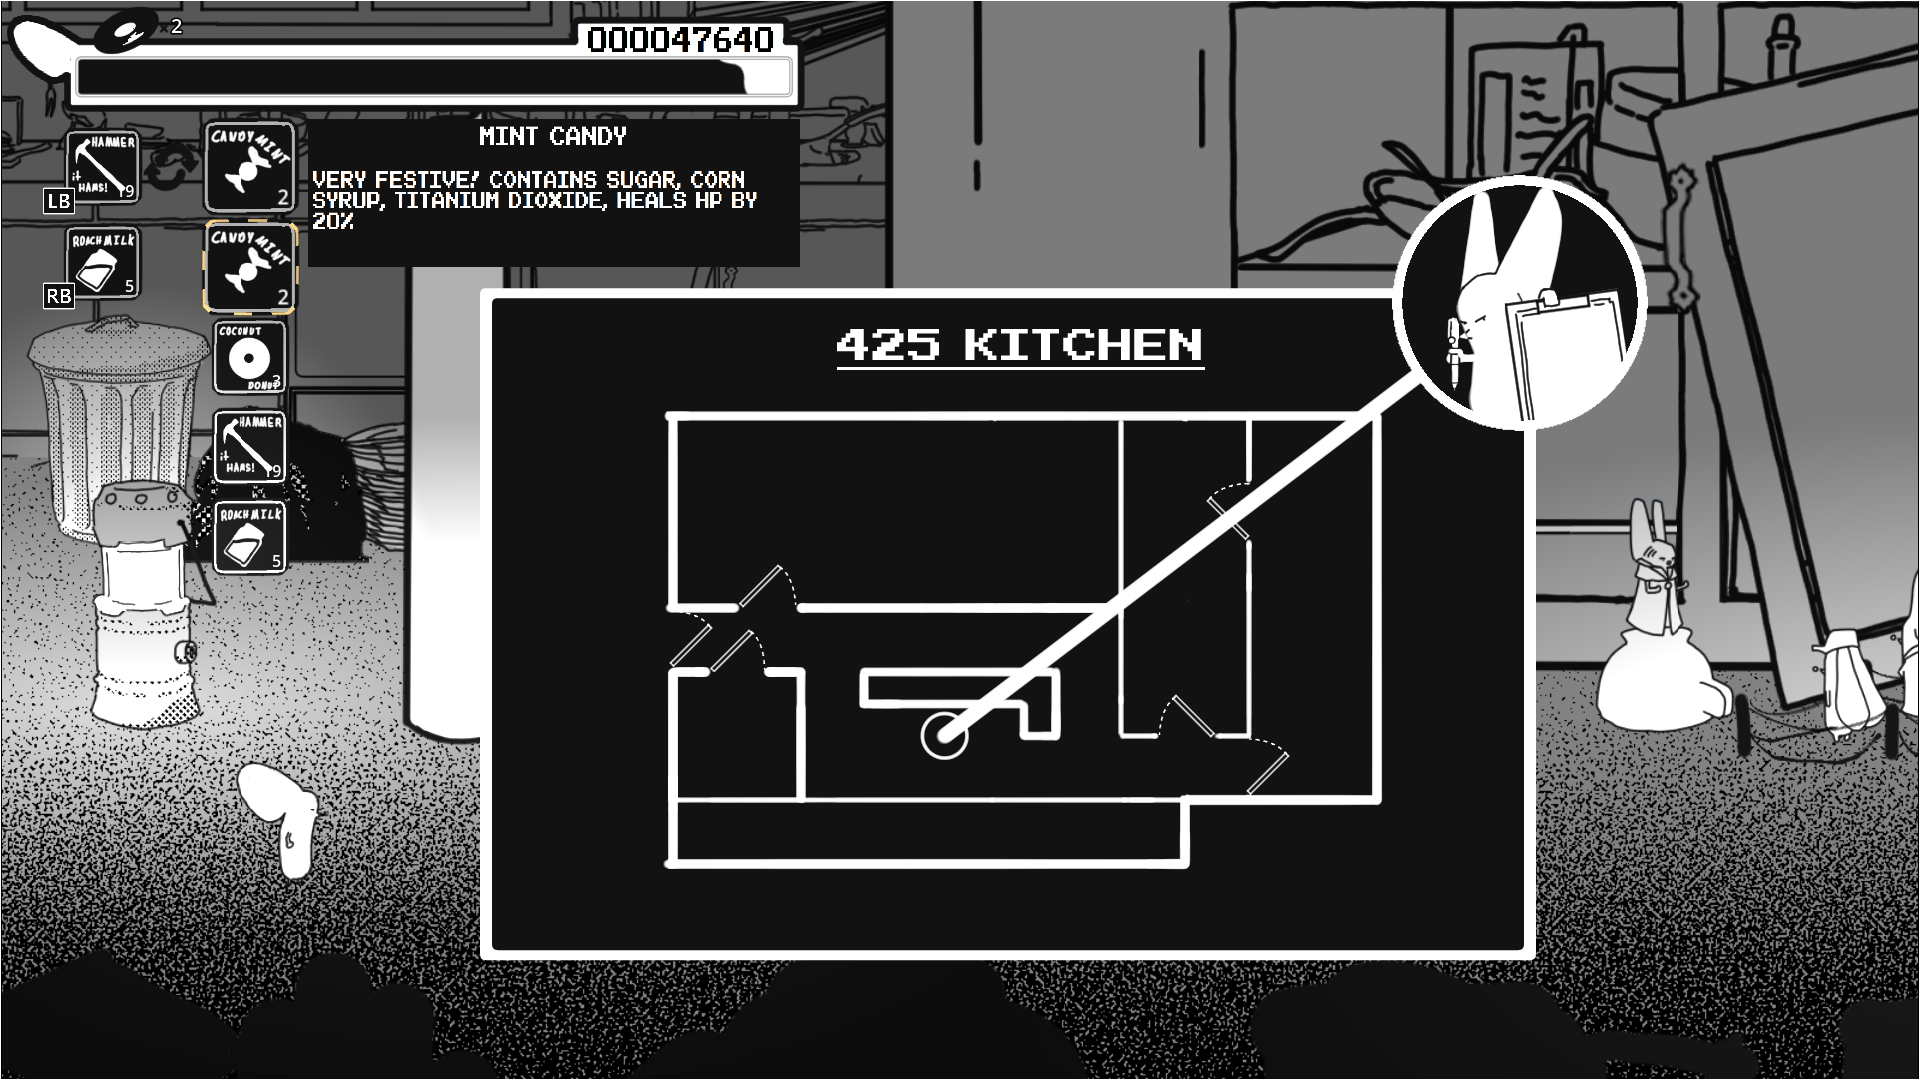 ×2
000047640
HAMMER
it
HAMS!
19
LB
CANDY MINT
2
MINT CANDY
VERY FESTIVE! CONTAINS SUGAR, CORN
SYRUP, TITANIUM DIOXIDE, HEALS HP BY
20%
ROACH MILK
5
RB
CANDY MINT
2
COCONUT
DONUT
3
HAMMER
it
HAMS!
19
ROACH MILK
5
425 KITCHEN